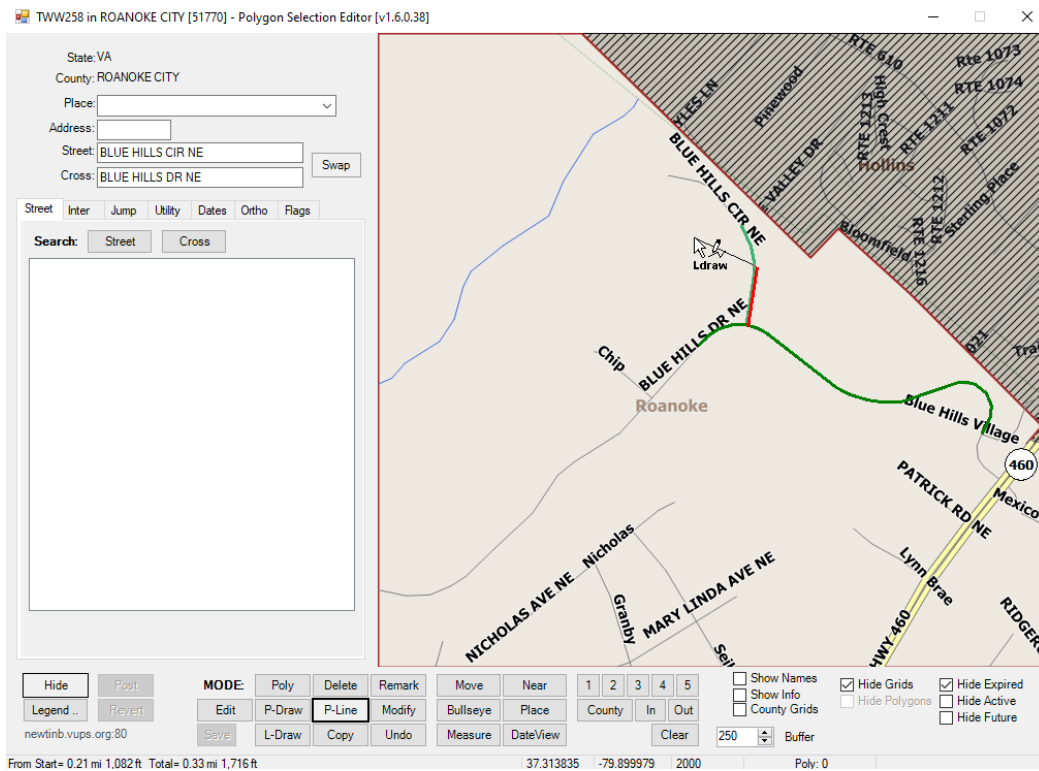 TWW258 in ROANOKE CITY [51770] - Polygon Selection Editor [v1.6.0.38]
State: VA
County: ROANOKE CITY
Place:
Address:
Street: BLUE HILLS CIR NE
Cross: BLUE HILLS DR NE
Swap
Street Inter Jump Utility Dates Ortho Flags
Search: Street Cross
RTE 610
Rte 1073
RTE 1074
Pinewood
High Crest
RTE 1213
RTE 1211
RTE 1072
YLES LN
Hollins
VALLEY DR
BLUE HILLS CIR NE
RTE 1212
Sterling Place
Bloomfield
RTE 1216
Ldraw
BLUE HILLS DR NE
Chip
021
Tra
Roanoke
Blue Hills Village
460
PATRICK RD NE
Mexico
Nicholas
Lynn Brae
NICHOLAS AVE NE
Granby
MARY LINDA AVE NE
HWY 460
RIDGER
Hide Post MODE: Poly Delete Remark Move Near 1 2 3 4 5 Show Names Hide Grids Hide Expired
Show Info
Legend .. Revert Edit P-Draw P-Line Modify Bullseye Place County In Out County Grids Hide Polygons Hide Active
Hide Future
newtinb.vups.org:80 Save L-Draw Copy Undo Measure DateView Clear 250 Buffer
From Start= 0.21 mi 1,082 ft Total= 0.33 mi 1,716 ft 37.313835 -79.899979 2000 Poly: 0